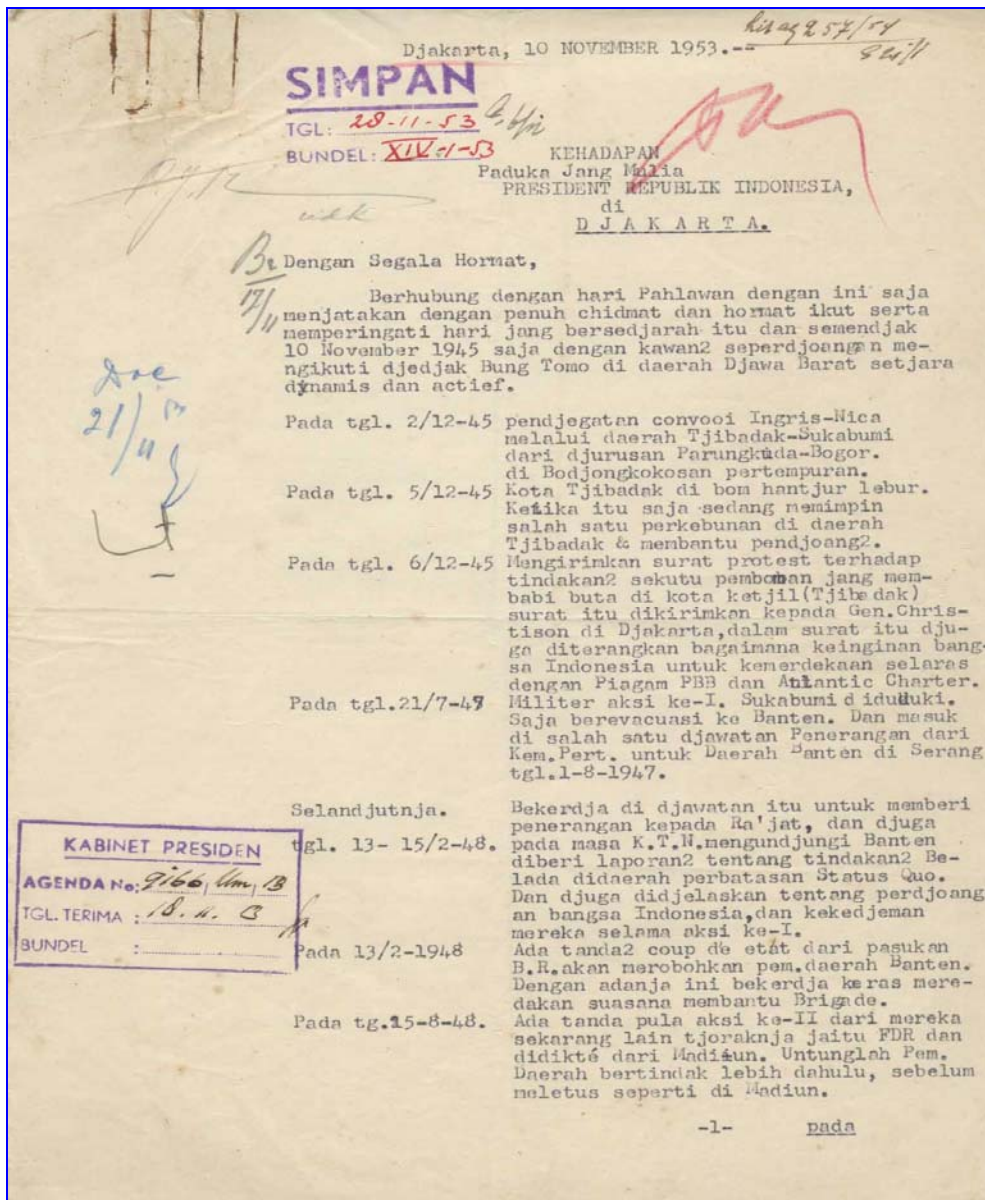 Djakarta, 10 NOVEMBER 1953.--
SIMPAN
TGL: 28-11-53
BUNDEL: XIV-1-53
KEHADAPAN
Paduka Jang Mulia
PRESIDENT REPUBLIK INDONESIA,
di
D J A K A R T A.
Dengan Segala Hormat,
17/11
Berhubung dengan hari Pahlawan dengan ini saja
menjatakan dengan penuh chidmat dan hormat ikut serta
memperingati hari jang bersedjarah itu dan semendjak
10 November 1945 saja dengan kawan2 seperdjoangan me-
ngikuti djedjak Bung Tomo di daerah Djawa Barat setjara
dynamis dan actief.
21/11
Pada tgl. 2/12-45 pendjegatan convooi Ingris-Nica
melalui daerah Tjibadak-Sukabumi
dari djurusan Parungkuda-Bogor.
di Bodjongkokosan pertempuran.
Pada tgl. 5/12-45 Kota Tjibadak di bom hantjur lebur.
Ketika itu saja sedang memimpin
salah satu perkebunan di daerah
Tjibadak & membantu pendjoang2.
Pada tgl. 6/12-45 Mengirimkan surat protest terhadap
tindakan2 sekutu pemboman jang mem-
babi buta di kota ketjil(Tjibadak)
surat itu dikirimkan kepada Gen.Chris-
tison di Djakarta,dalam surat itu dju-
ga diterangkan bagaimana keinginan bang-
sa Indonesia untuk kemerdekaan selaras
dengan Piagam PBB dan Atlantic Charter.
Pada tgl.21/7-47 Militer aksi ke-I. Sukabumi d iduduki.
Saja berevacuasi ke Banten. Dan masuk
di salah satu djawatan Penerangan dari
Kem.Pert. untuk Daerah Banten di Serang
tgl.1-8-1947.
Selandjutnja. Bekerdja di djawatan itu untuk memberi
penerangan kepada Ra'jat, dan djuga
tgl. 13- 15/2-48. pada masa K.T.N.mengundjungi Banten
diberi laporan2 tentang tindakan2 Be-
lada didaerah perbatasan Status Quo.
Dan djuga didjelaskan tentang perdjoang
an bangsa Indonesia,dan kekedjeman
mereka selama aksi ke-I.
Pada 13/2-1948 Ada tanda2 coup de etát dari pasukan
B.R.akan merobohkan pem.daerah Banten.
Dengan adanja ini bekerdja keras mere-
dakan suasana membantu Brigade.
Pada tg.15-8-48. Ada tanda pula aksi ke-II dari mereka
sekarang lain tjoraknja jaitu FDR dan
didikté dari Madiun. Untunglah Pem.
Daerah bertindak lebih dahulu, sebelum
meletus seperti di Madiun.
KABINET PRESIDEN
AGENDA No:
TGL. TERIMA : 18. 11.
BUNDEL :
-1- pada